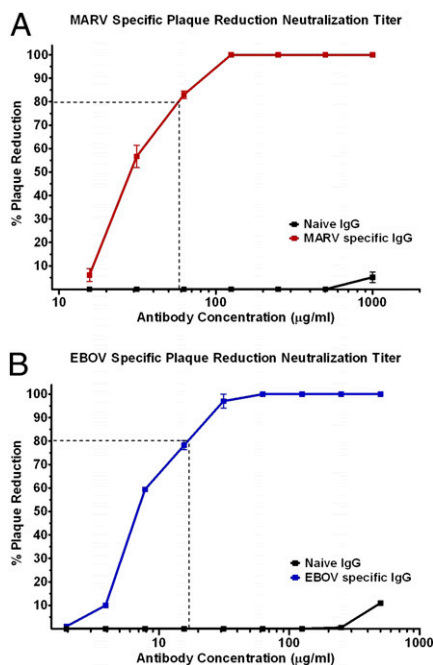 A
MARV Specific Plaque Reduction Neutralization Titer
% Plaque Reduction
100
90
80
70
60
50
40
30
20
10
Naive IgG
MARV specific IgG
10
100
1000
Antibody Concentration (µg/ml)
B
EBOV Specific Plaque Reduction Neutralization Titer
% Plaque Reduction
100
90
80
70
60
50
40
30
20
10
Naive IgG
EBOV specific IgG
10
100
1000
Antibody Concentration (µg/ml)